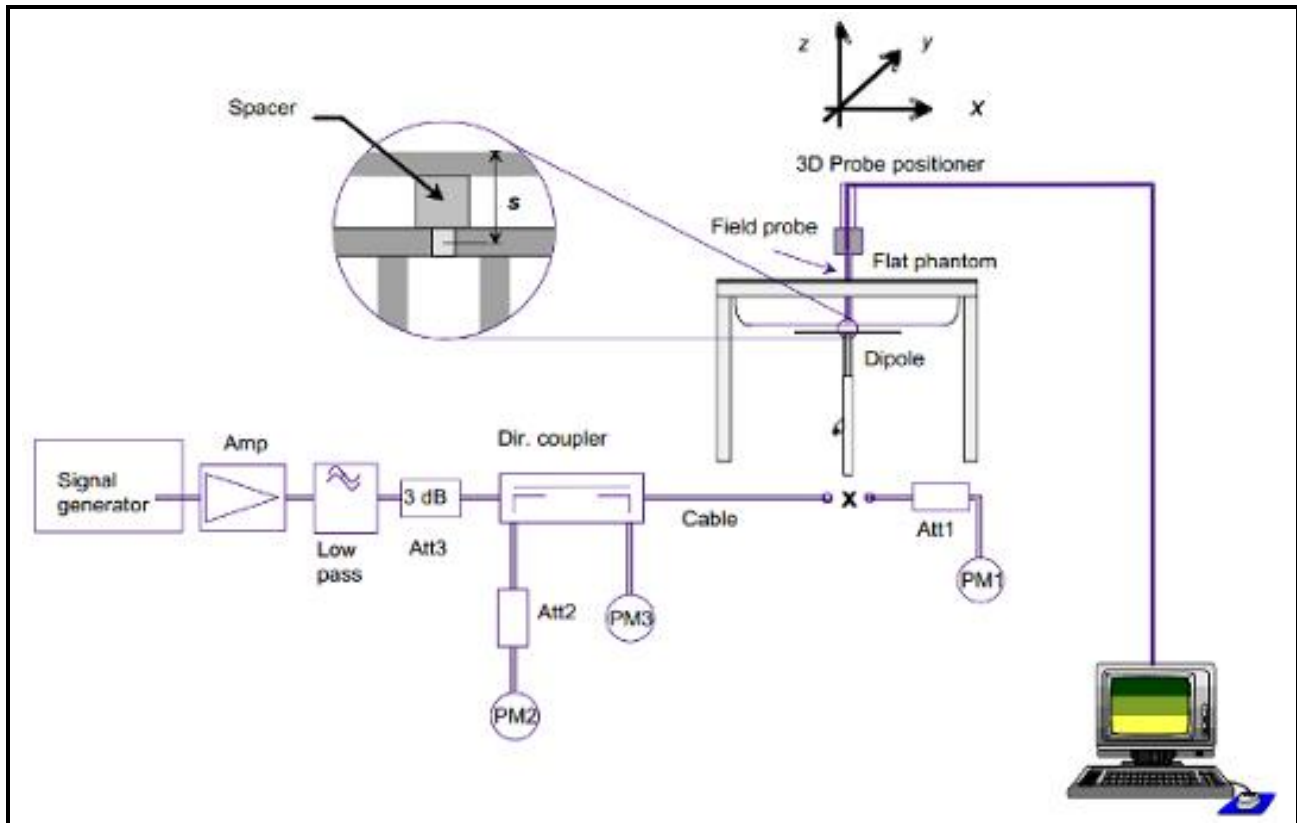 z
y
x
Spacer
s
3D Probe positioner
Field probe
Flat phantom
Dipole
Signal
generator
Amp
Low
pass
3 dB
Att3
Dir. coupler
Cable
x
Att1
PM1
Att2
PM3
PM2